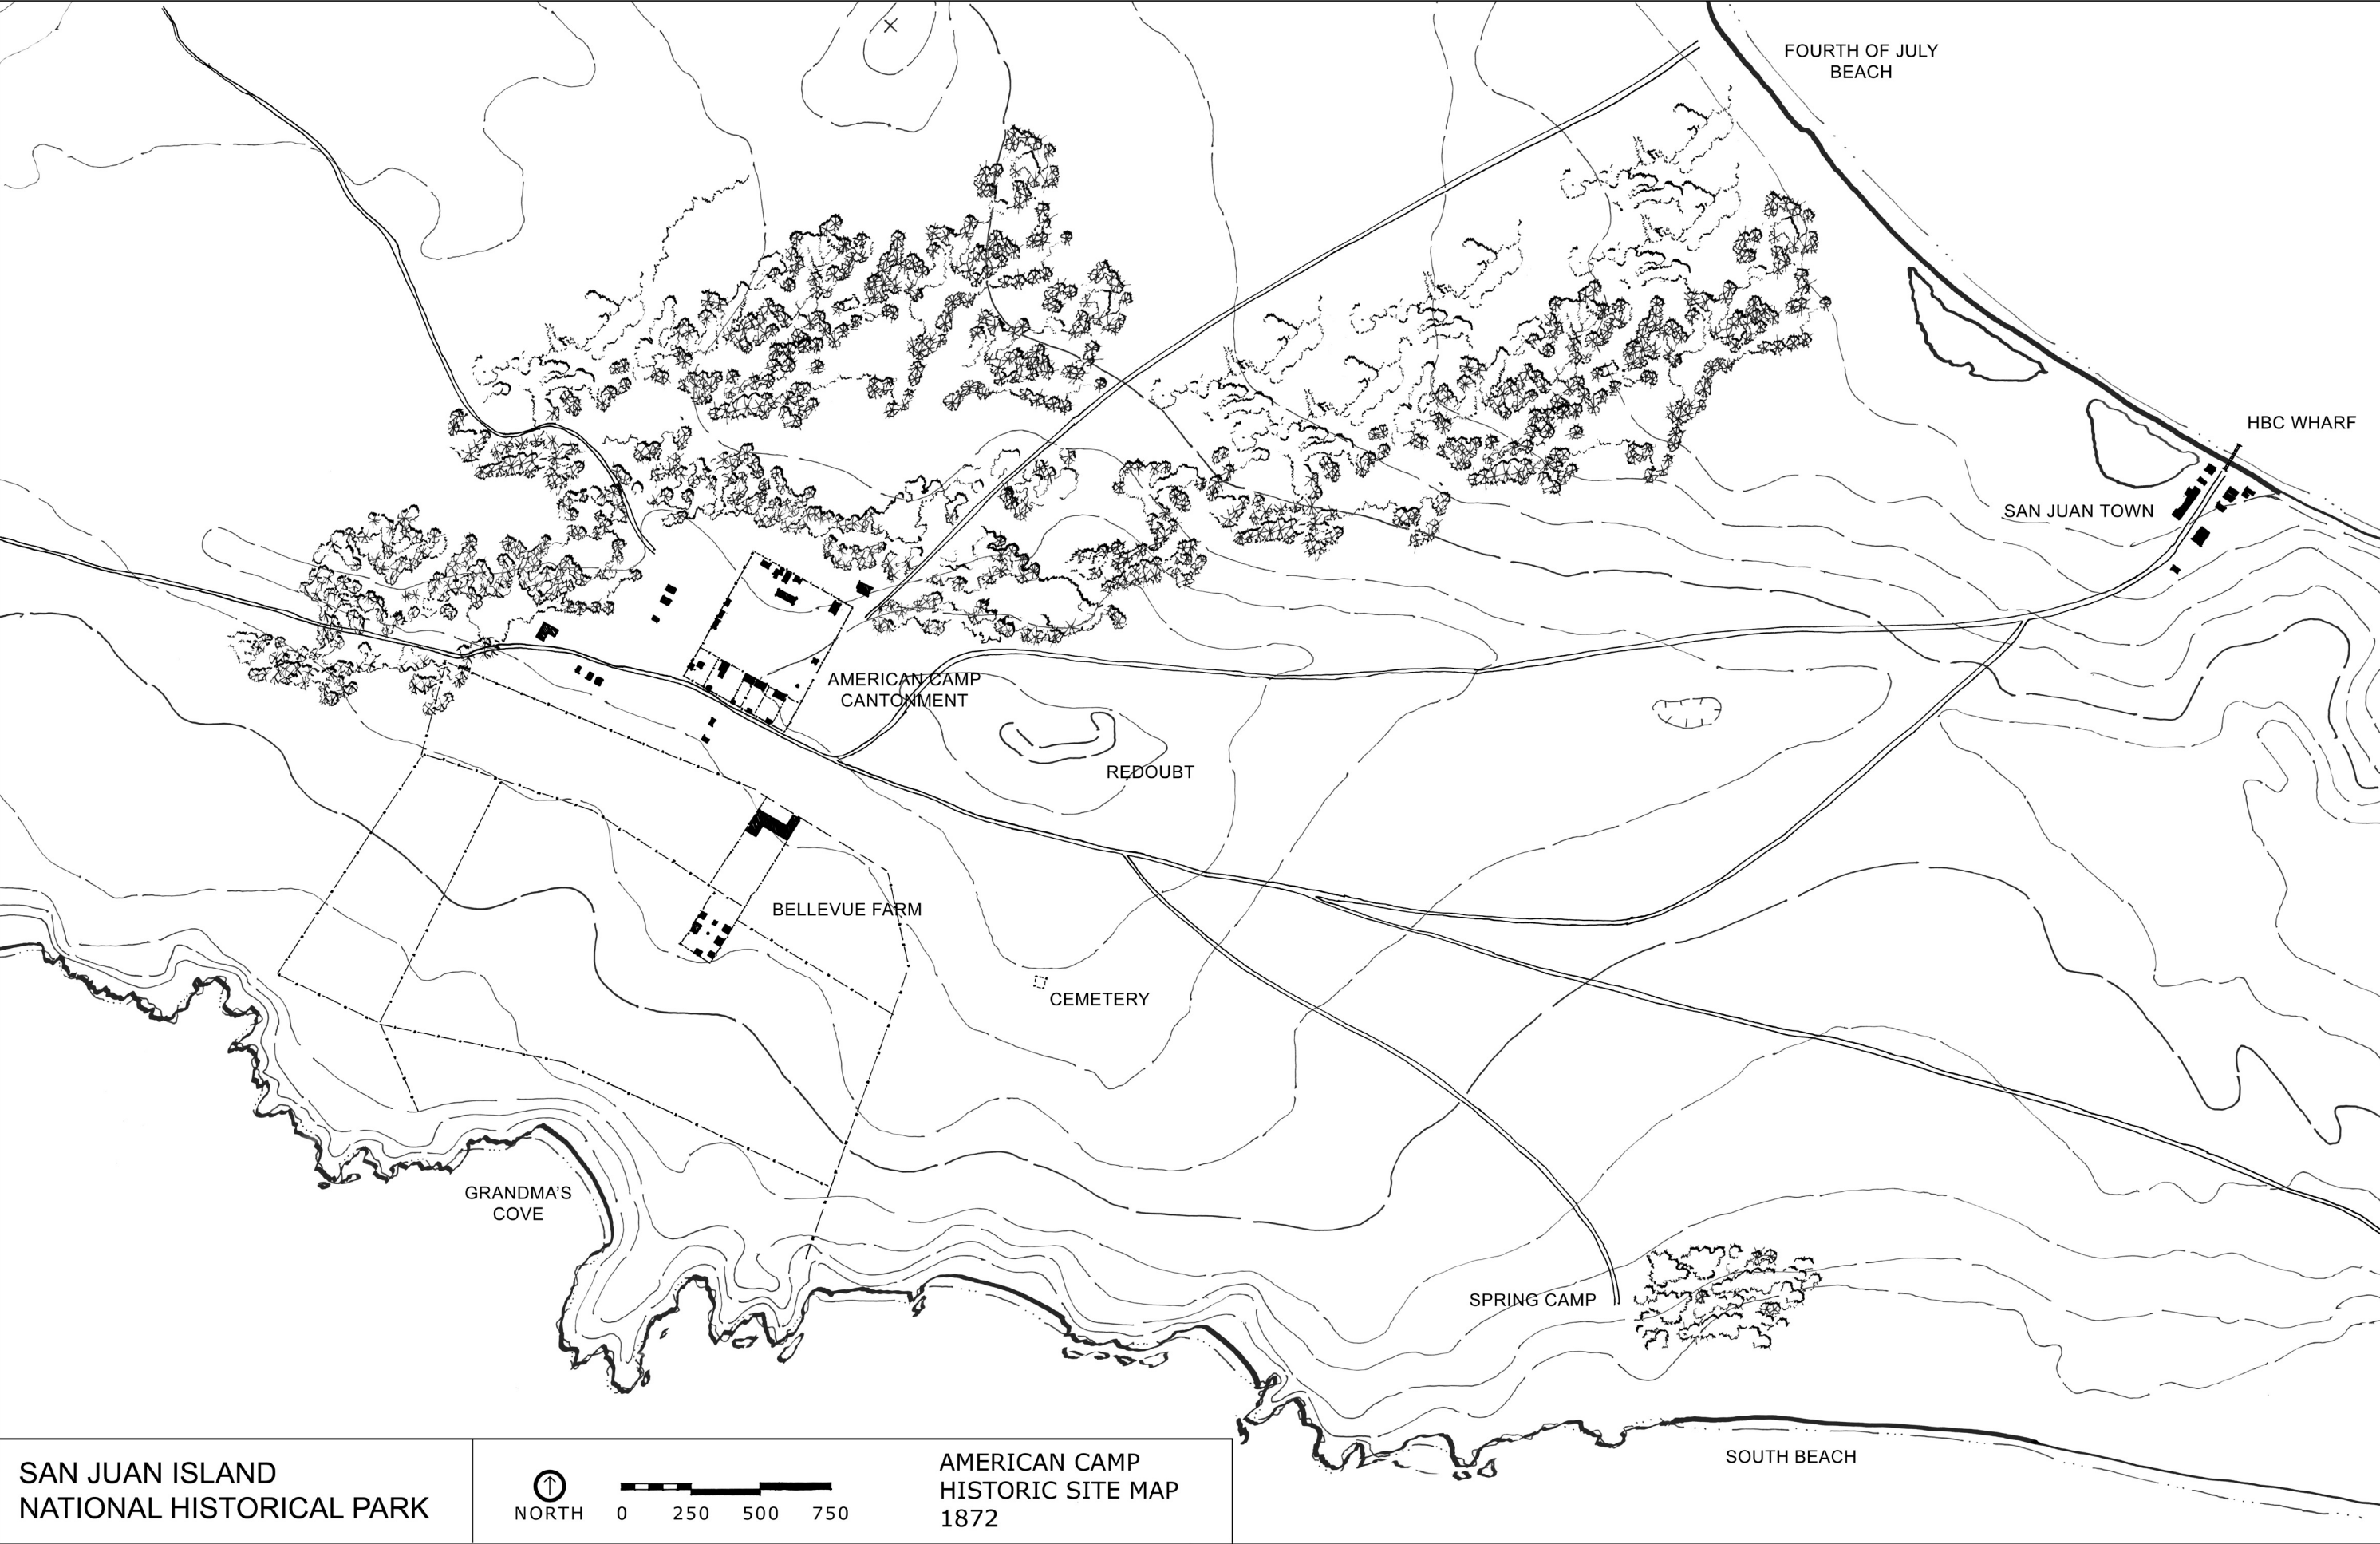 FOURTH OF JULY
BEACH
HBC WHARF
SAN JUAN TOWN
AMERICAN CAMP
CANTONMENT
REDOUBT
BELLEVUE FARM
CEMETERY
GRANDMA'S
COVE
SPRING CAMP
SOUTH BEACH
SAN JUAN ISLAND
NATIONAL HISTORICAL PARK
NORTH
0 250 500 750
AMERICAN CAMP
HISTORIC SITE MAP
1872